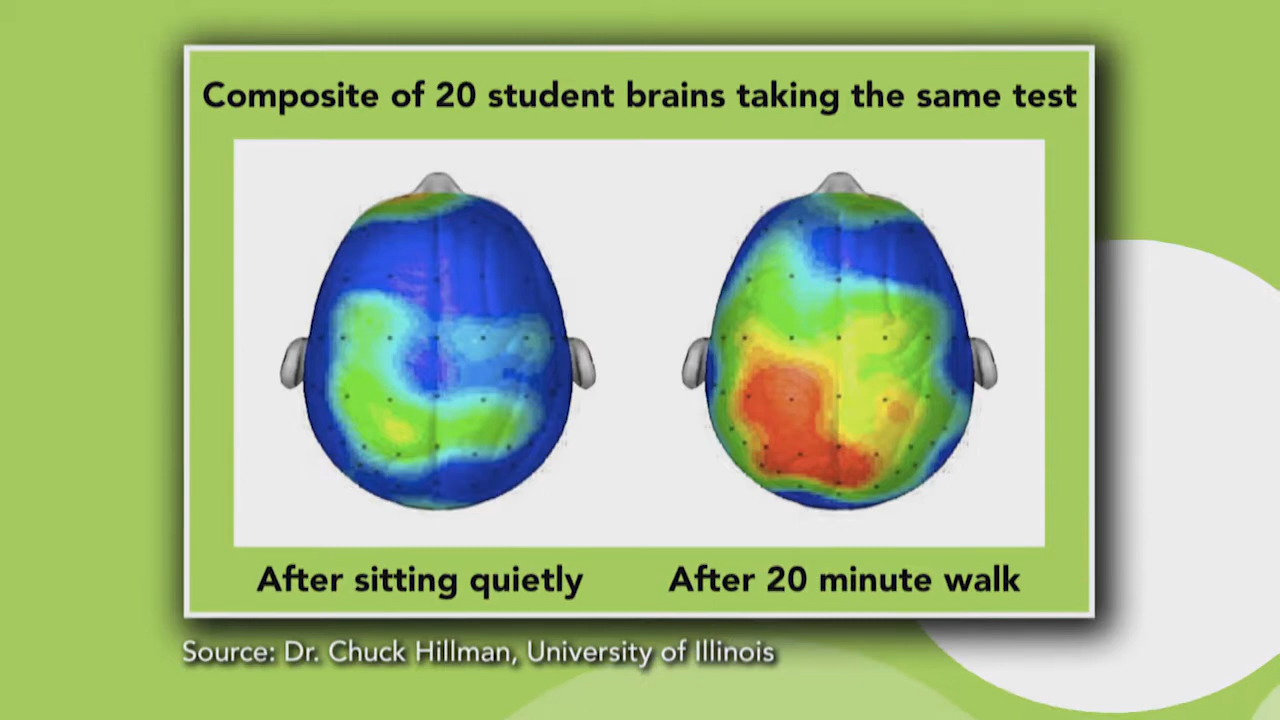 Composite of 20 student brains taking the same test
After sitting quietly
After 20 minute walk
Source: Dr. Chuck Hillman, University of Illinois